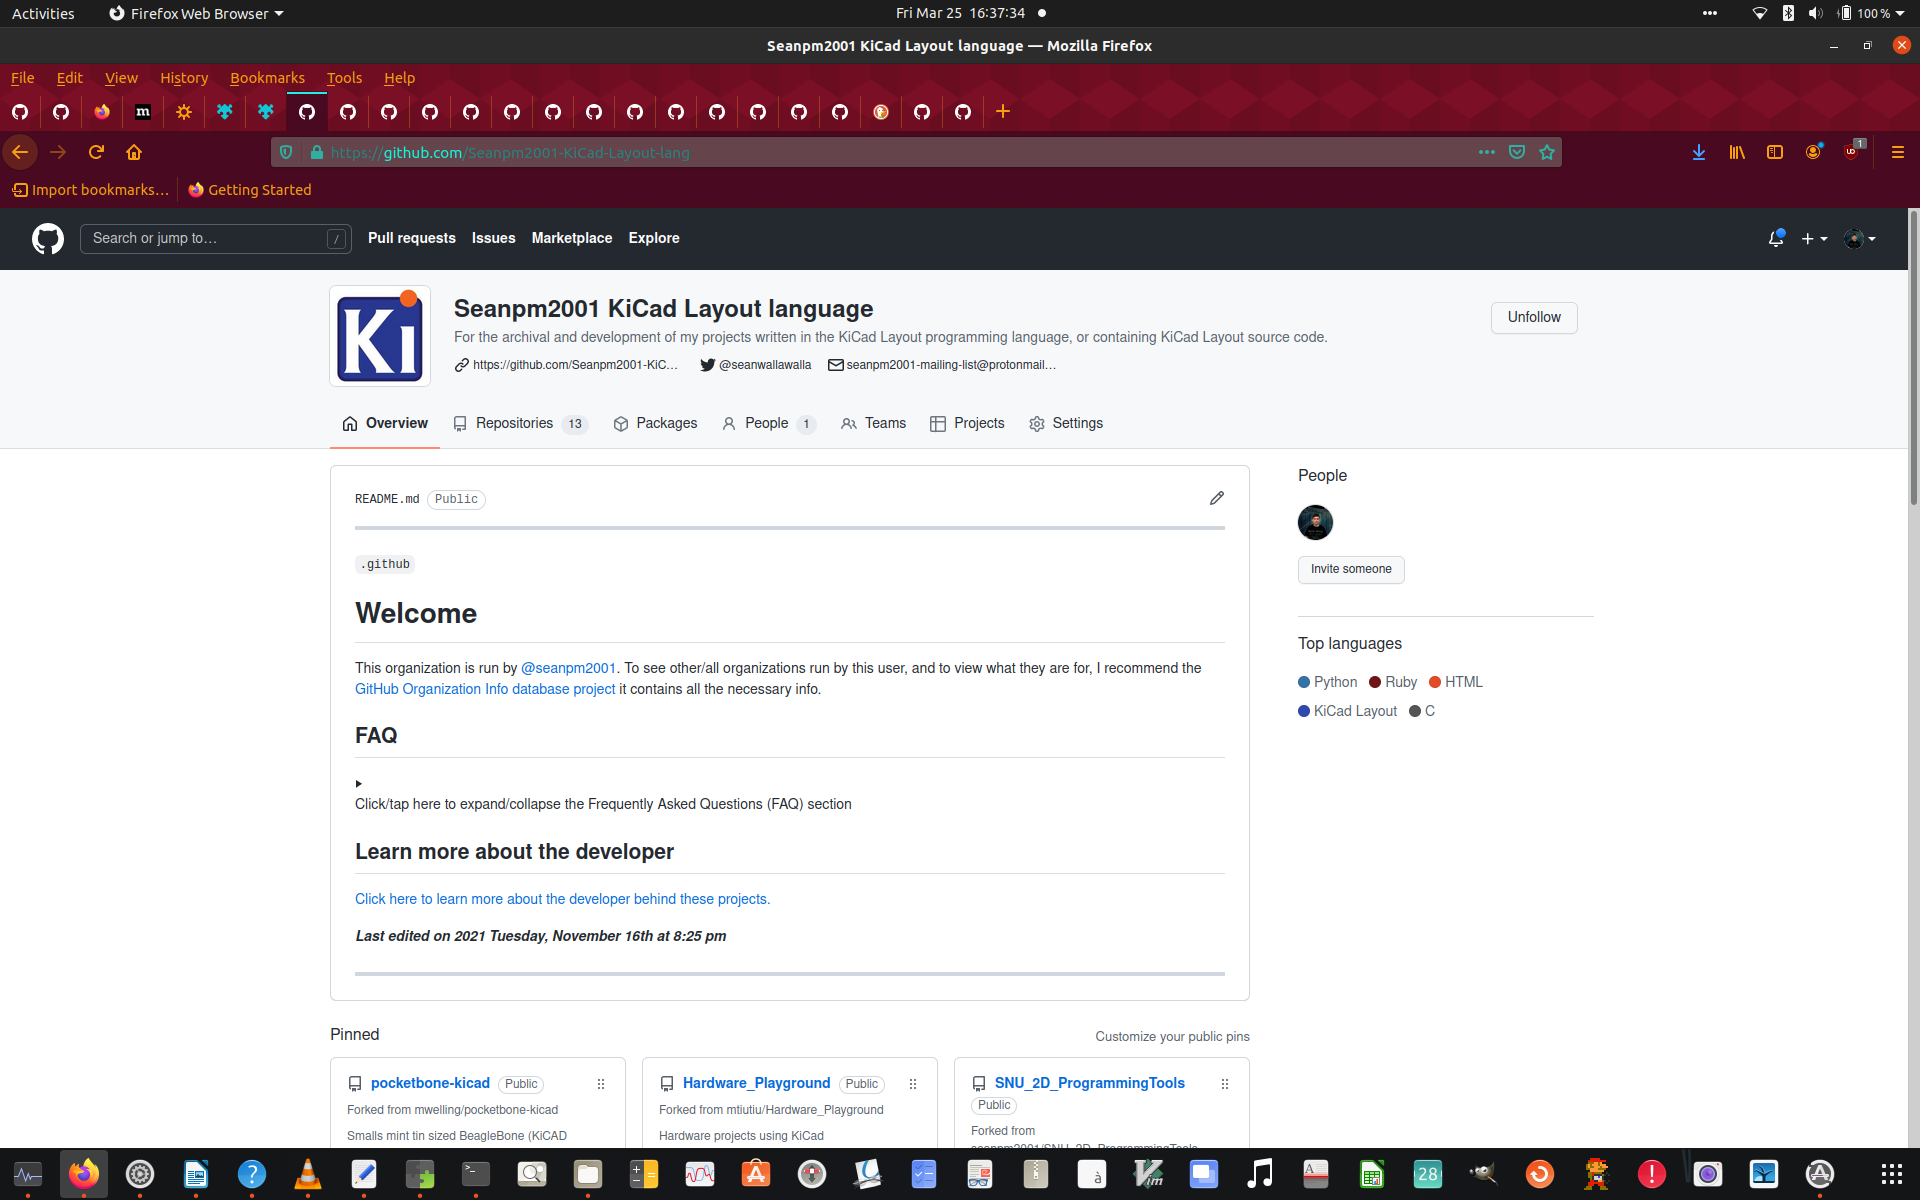 Activities
Firefox Web Browser
Fri Mar 25 16:37:34
100 %
Seanpm2001 KiCad Layout language — Mozilla Firefox
File Edit View History Bookmarks Tools Help
https://github.com/Seanpm2001-KiCad-Layout-lang
1
Import bookmarks...
Getting Started
Search or jump to...
/
Pull requests Issues Marketplace Explore
Ki
Seanpm2001 KiCad Layout language
For the archival and development of my projects written in the KiCad Layout programming language, or containing KiCad Layout source code.
https://github.com/Seanpm2001-KiC...
@seanwallawalla
seanpm2001-mailing-list@protonmail...
Unfollow
Overview
Repositories 13
Packages
People 1
Teams
Projects
Settings
README.md Public
.github
Welcome
This organization is run by @seanpm2001. To see other/all organizations run by this user, and to view what they are for, I recommend the
GitHub Organization Info database project it contains all the necessary info.
FAQ
Click/tap here to expand/collapse the Frequently Asked Questions (FAQ) section
Learn more about the developer
Click here to learn more about the developer behind these projects.
Last edited on 2021 Tuesday, November 16th at 8:25 pm
People
Invite someone
Top languages
Python Ruby HTML
KiCad Layout C
Pinned
Customize your public pins
pocketbone-kicad Public
Forked from mwelling/pocketbone-kicad
Smalls mint tin sized BeagleBone (KiCAD
Hardware_Playground Public
Forked from mtiutiu/Hardware_Playground
Hardware projects using KiCad
SNU_2D_ProgrammingTools
Public
Forked from
seanpm2001/SNU_2D_ProgrammingTools
28